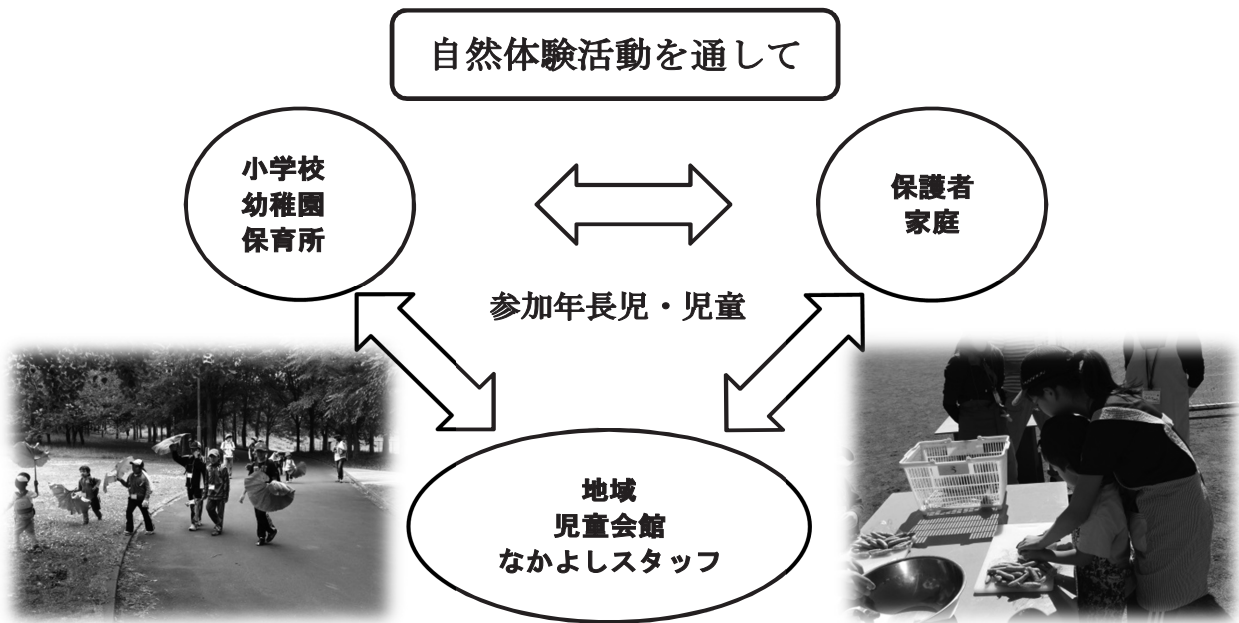 自然体験活動を通して
小学校
幼稚園
保育所
保護者
家庭
参加年長児・児童
地域
児童会館
なかよしスタッフ